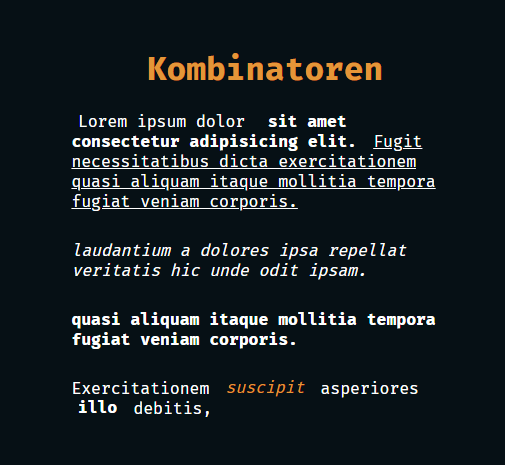 Kombinatoren
Lorem ipsum dolor sit amet
consectetur adipisicing elit. Fugit
necessitatibus dicta exercitationem
quasi aliquam itaque mollitia tempora
fugiat veniam corporis.
laudantium a dolores ipsa repellat
veritatis hic unde odit ipsam.
quasi aliquam itaque mollitia tempora
fugiat veniam corporis.
Exercitationem suscipit asperiores
illo debitis,